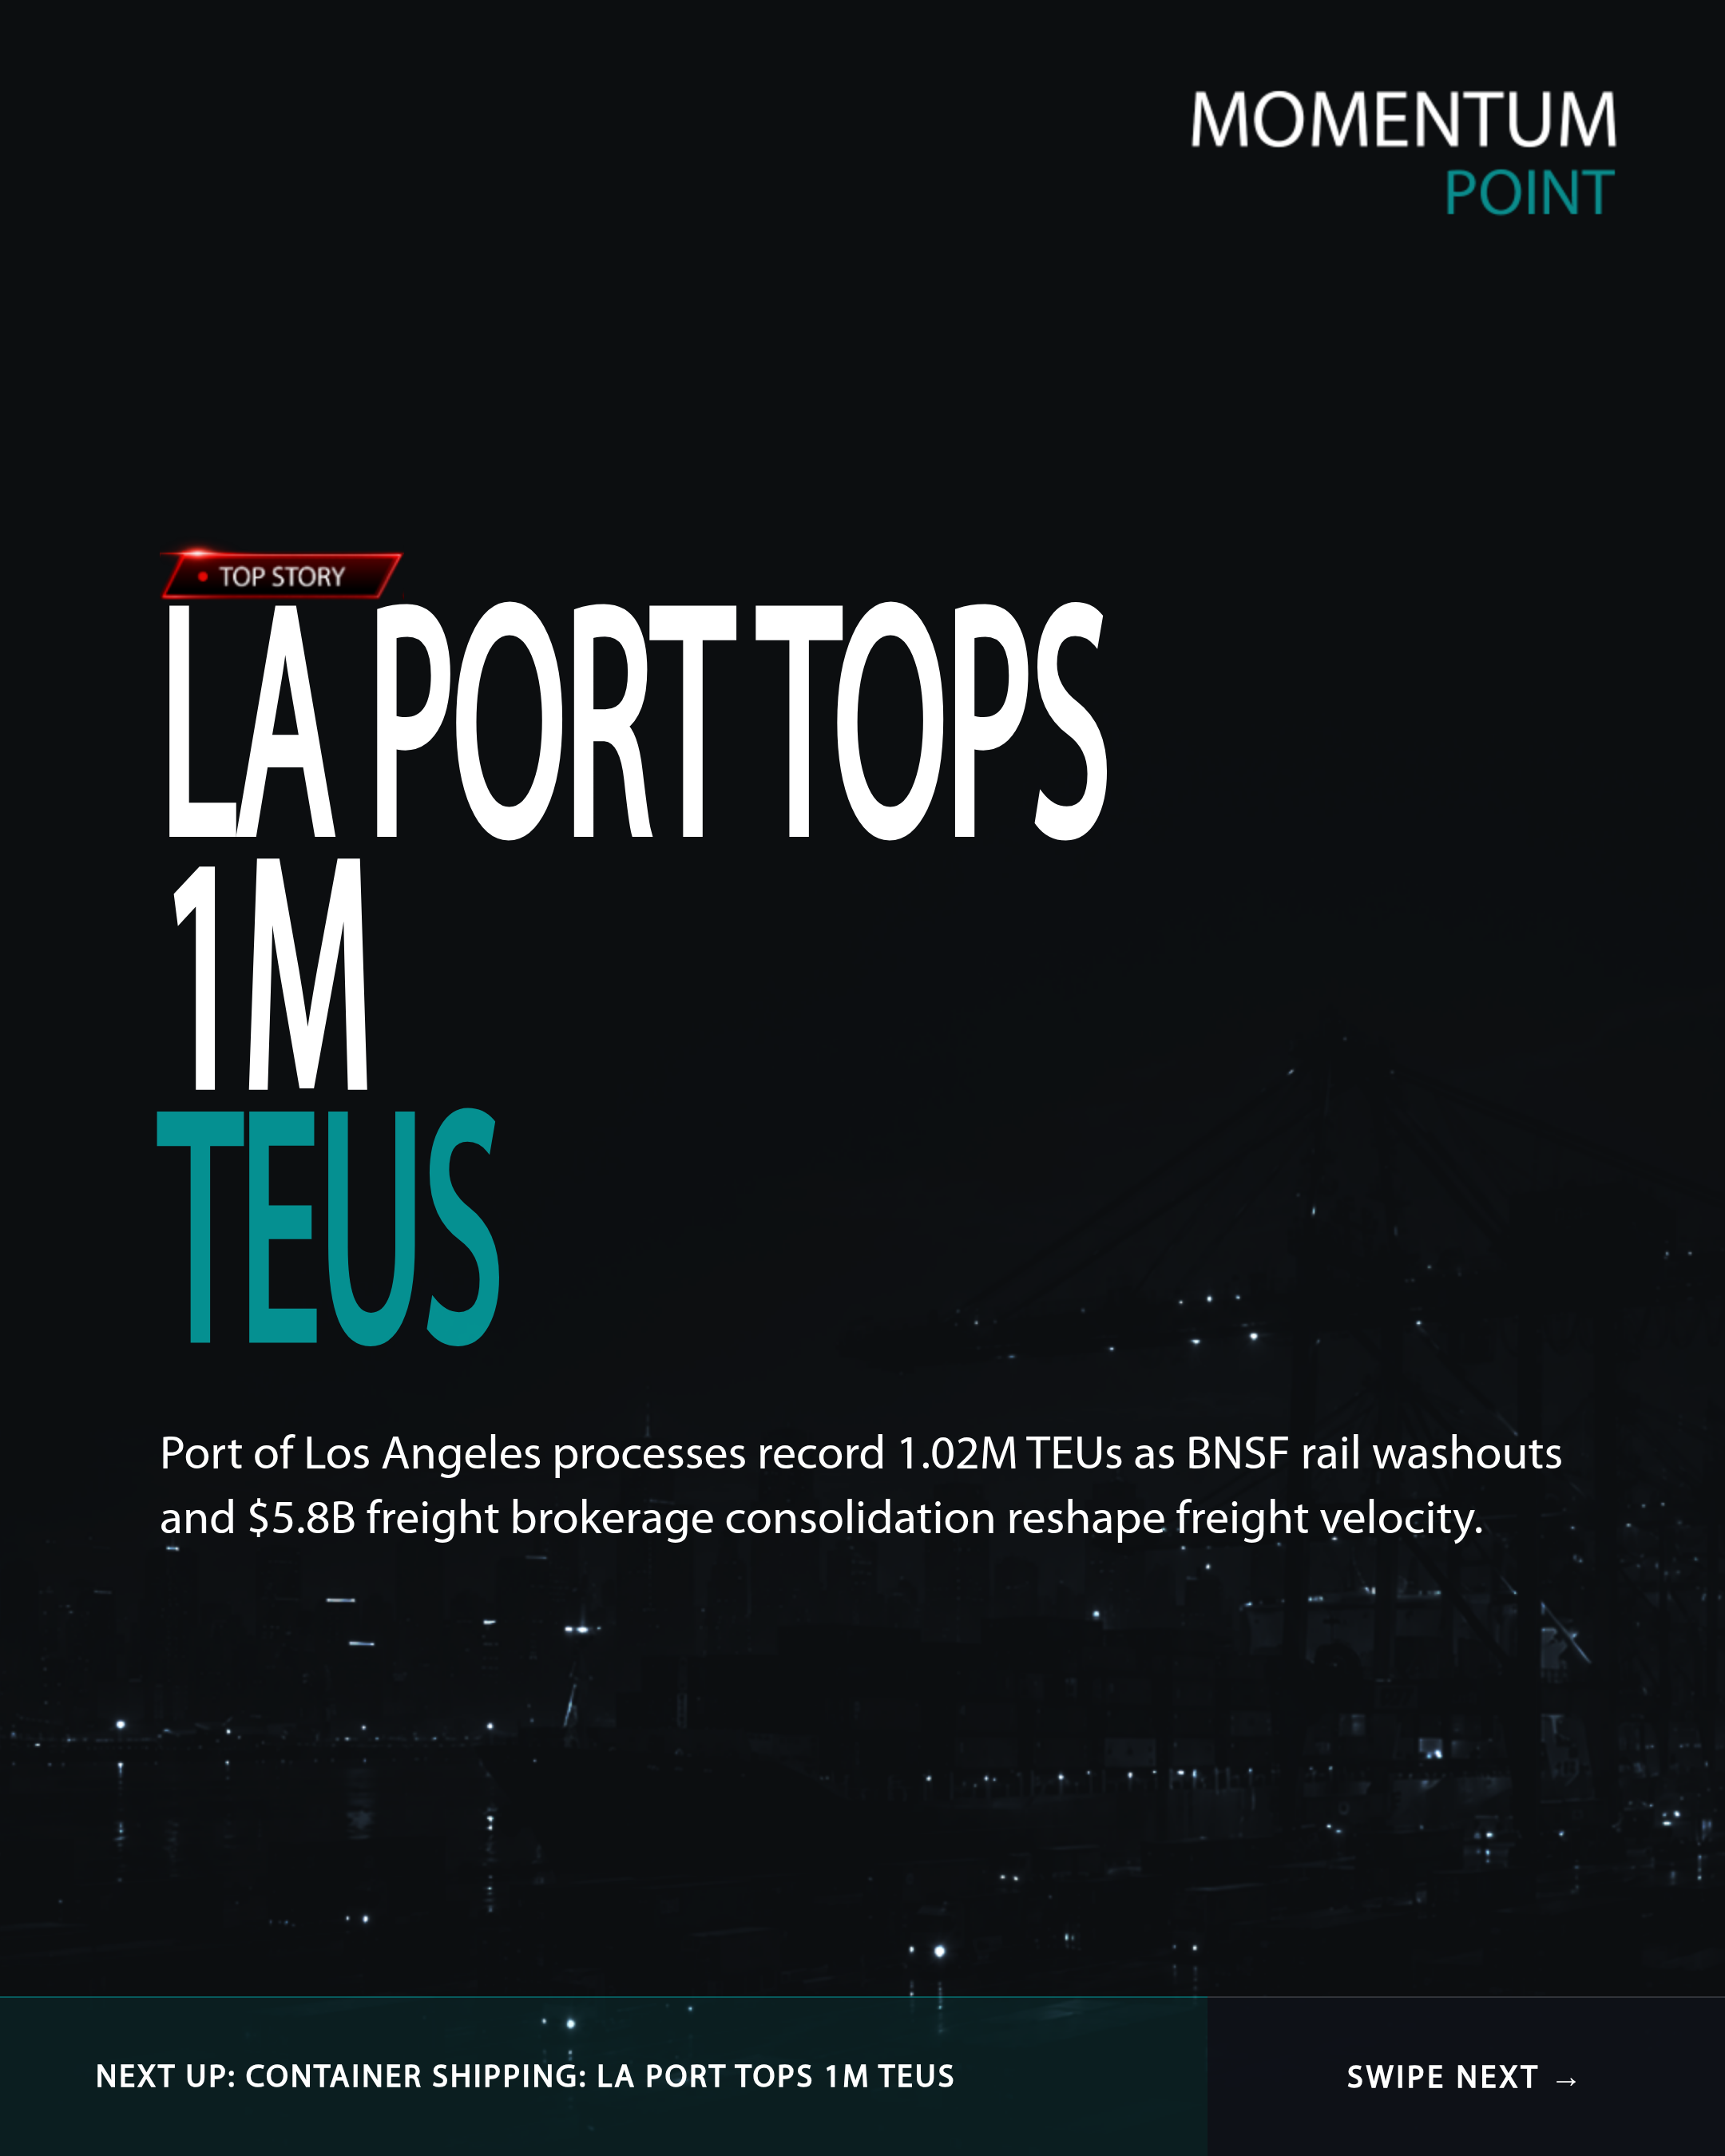 MOMENTUM
POINT
TOP STORY
LA PORT TOPS
1M
TEUS
Port of Los Angeles processes record 1.02M TEUs as BNSF rail washouts
and $5.8B freight brokerage consolidation reshape freight velocity.
NEXT UP: CONTAINER SHIPPING: LA PORT TOPS 1M TEUS
SWIPE NEXT →